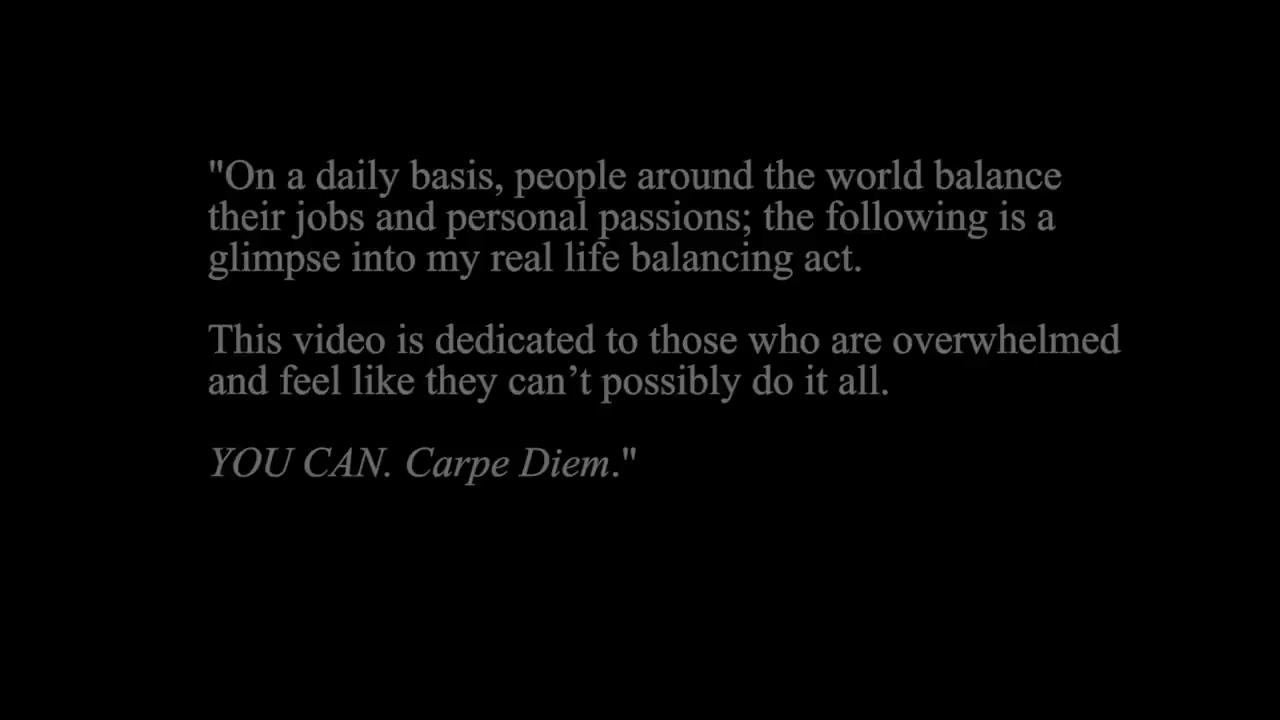 "On a daily basis, people around the world balance
their jobs and personal passions; the following is a
glimpse into my real life balancing act.
This video is dedicated to those who are overwhelmed
and feel like they can’t possibly do it all.
YOU CAN. Carpe Diem."